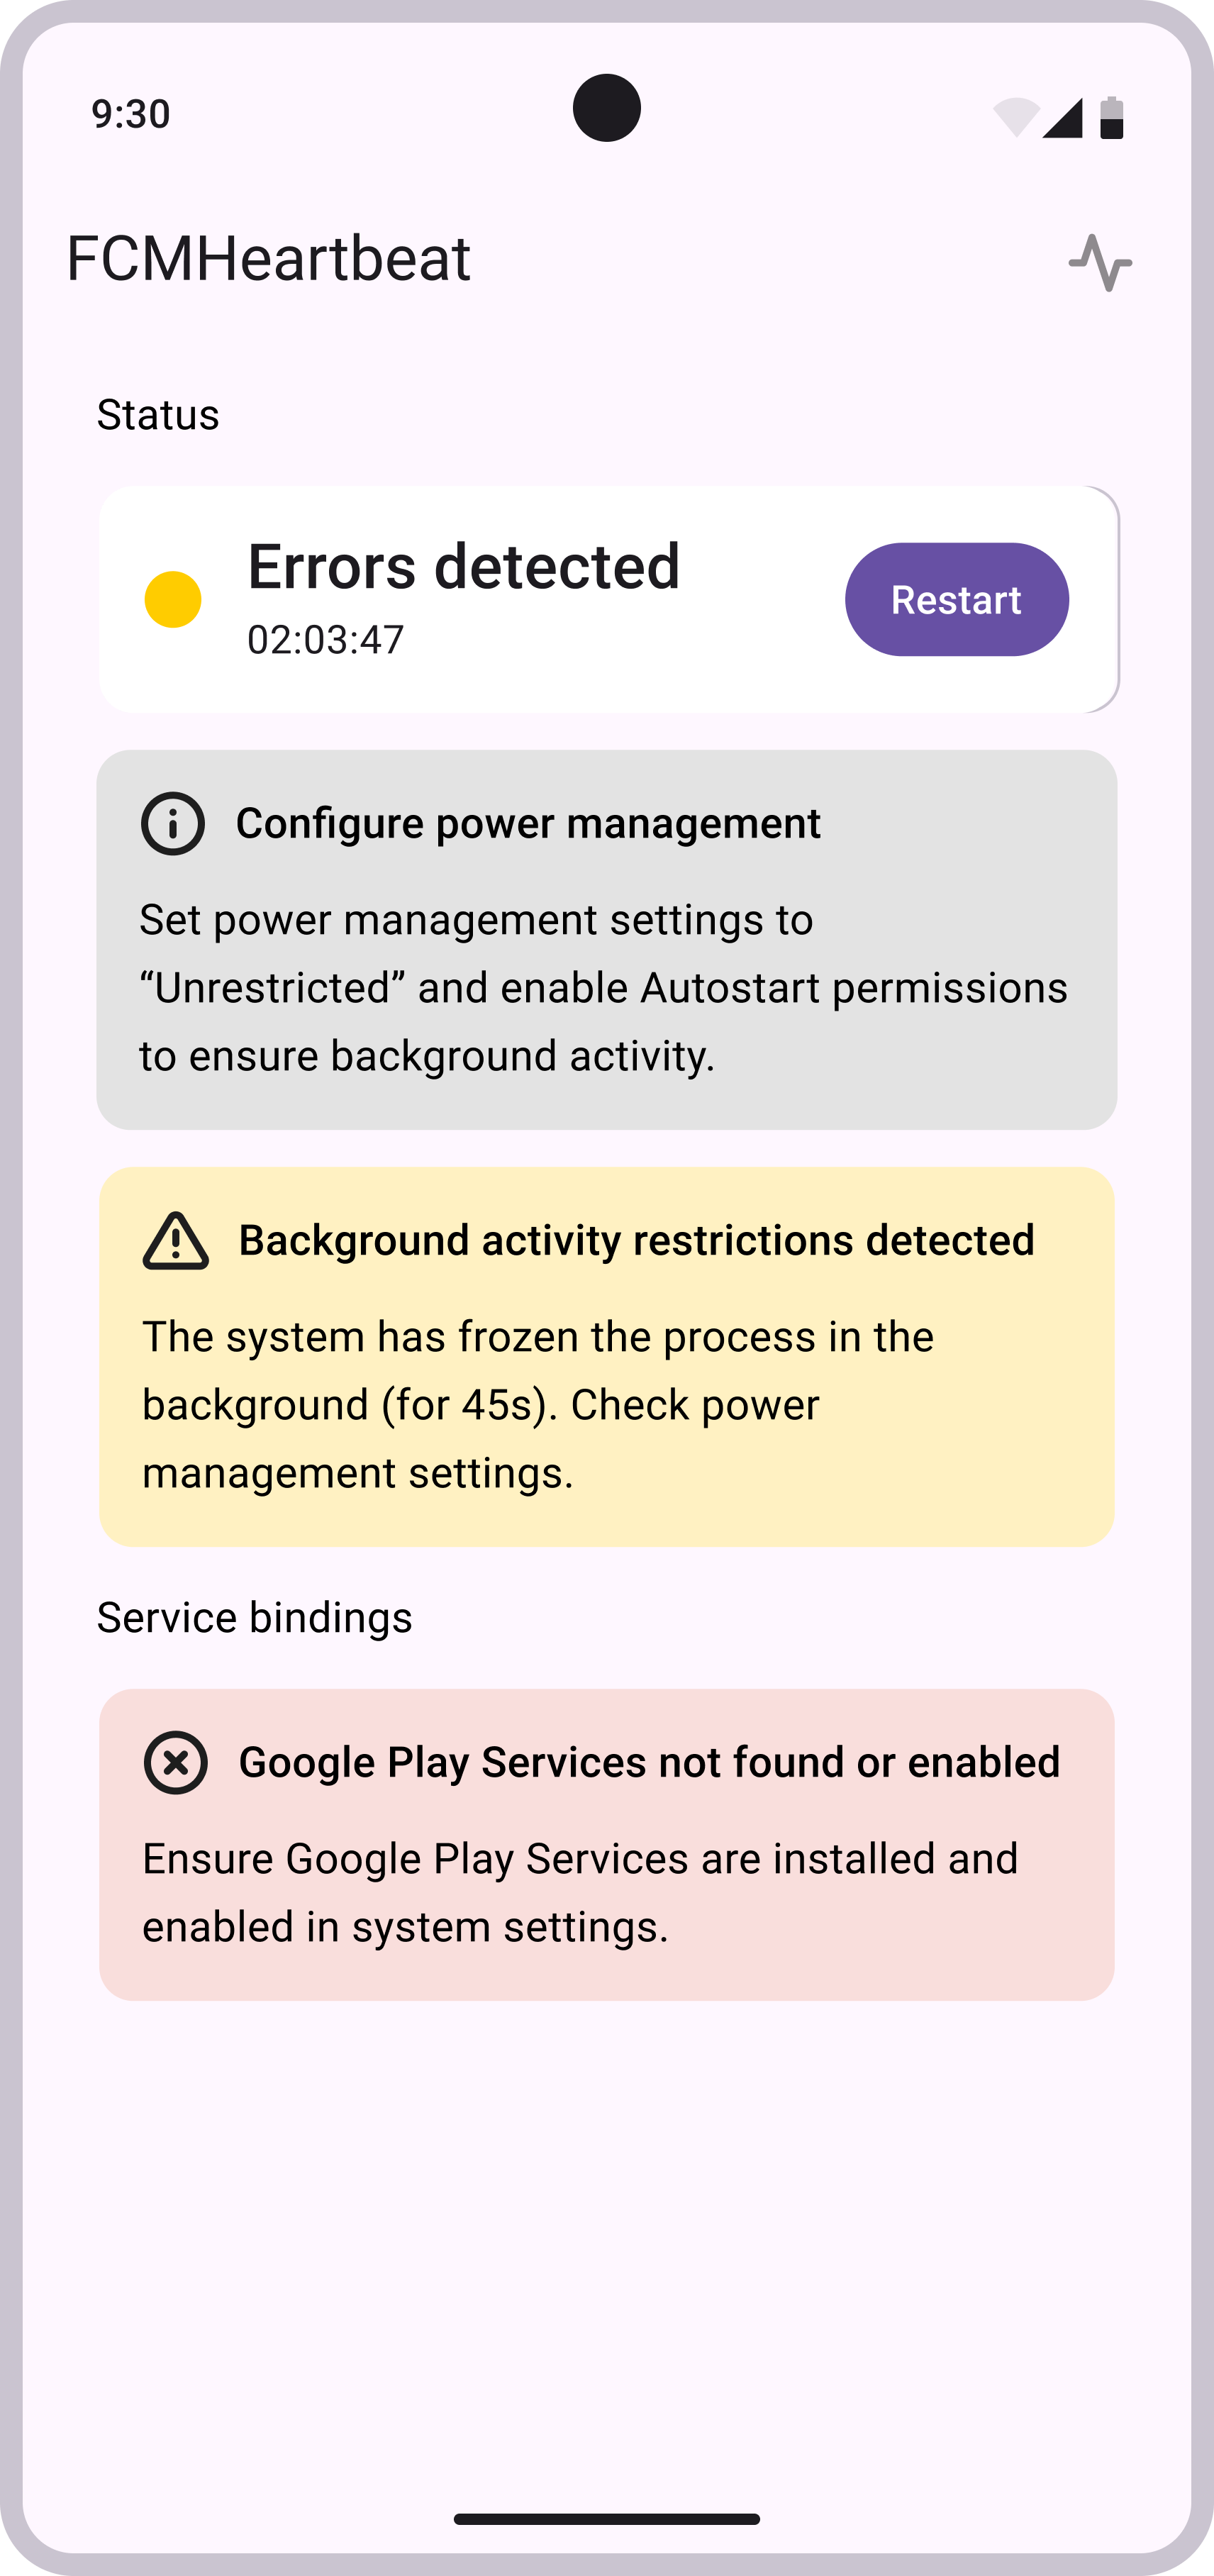 9:30
FCMHeartbeat
Status
Errors detected
02:03:47
Restart
Configure power management
Set power management settings to
“Unrestricted” and enable Autostart permissions
to ensure background activity.
Background activity restrictions detected
The system has frozen the process in the
background (for 45s). Check power
management settings.
Service bindings
Google Play Services not found or enabled
Ensure Google Play Services are installed and
enabled in system settings.